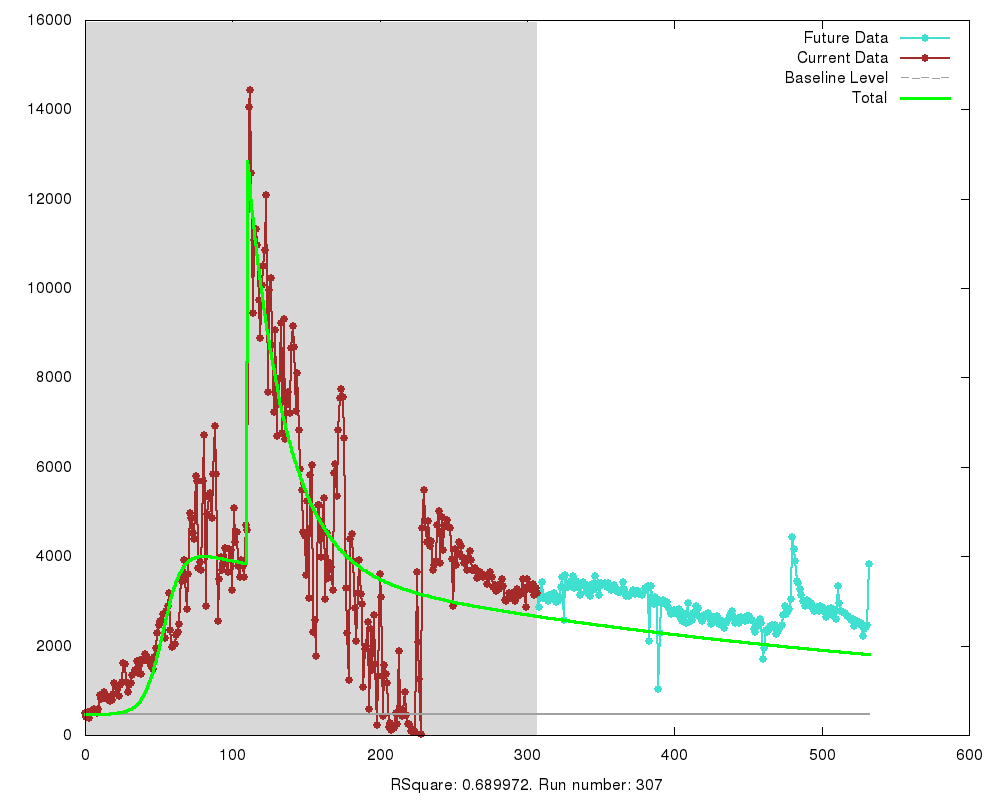 16000
14000
12000
10000
8000
6000
4000
2000
0
Future Data
Current Data
Baseline Level
Total
0 100 200 300 400 500 600
RSquare: 0.689972. Run number: 307